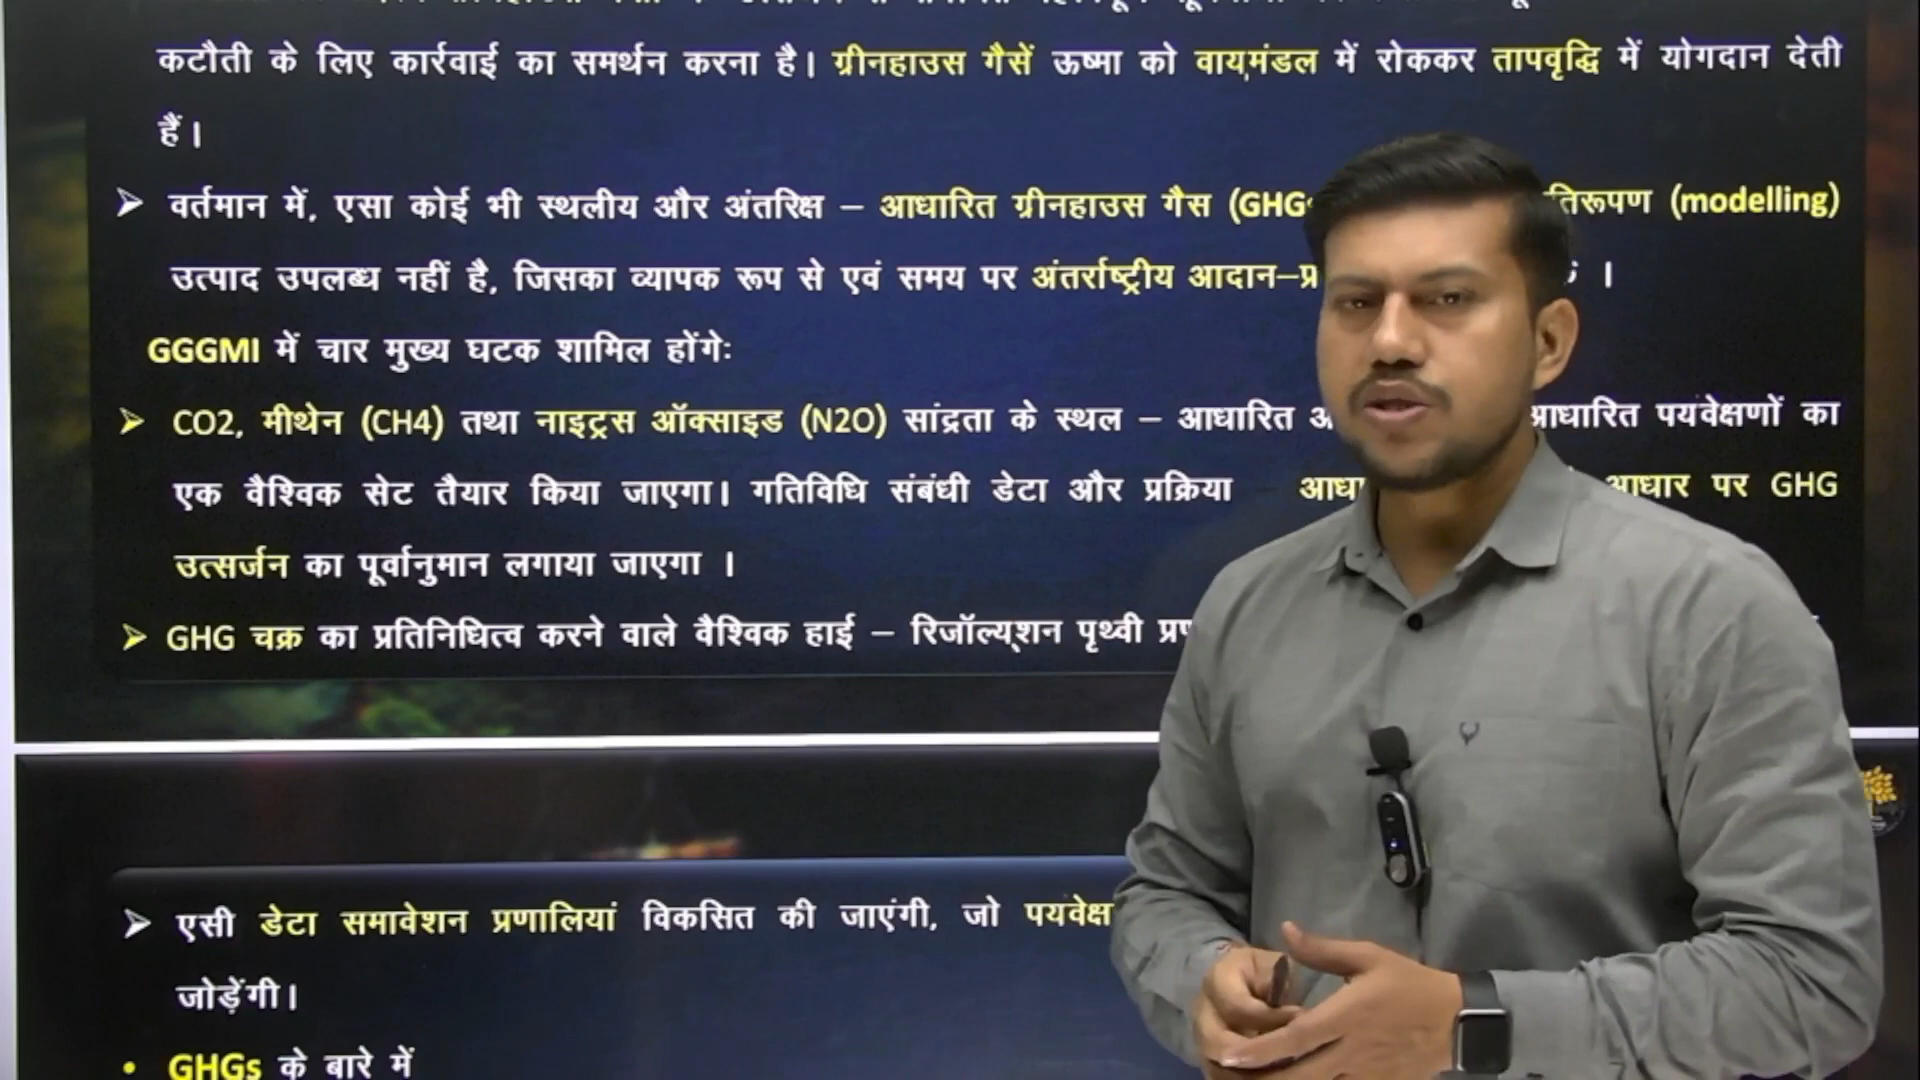 कटौती के लिए कार्रवाई का समर्थन करना है। ग्रीनहाउस गैसें ऊष्मा को वायुमंडल में रोककर तापवृद्धि में योगदान देती
हैं।
➢ वर्तमान में, एसा कोई भी स्थलीय और अंतरिक्ष – आधारित ग्रीनहाउस गैस (GHG (modelling)
उत्पाद उपलब्ध नहीं है, जिसका व्यापक रूप से एवं समय पर अंतर्राष्ट्रीय आदान–प्र ।
GGGMI में चार मुख्य घटक शामिल होंगेः
➢ CO2, मीथेन (CH4) तथा नाइट्रस ऑक्साइड (N2O) सांद्रता के स्थल – आधारित आधारित पयवेक्षणों का
एक वैश्विक सेट तैयार किया जाएगा। गतिविधि संबंधी डेटा और प्रक्रिया आधार पर GHG
उत्सर्जन का पूर्वानुमान लगाया जाएगा ।
➢ GHG चक्र का प्रतिनिधित्व करने वाले वैश्विक हाई – रिजॉल्यूशन पृथ्वी
➢ एसी डेटा समावेशन प्रणालियां विकसित की जाएंगी, जो पयवेक्ष
जोड़ेंगी।
• GHGs के बारे में